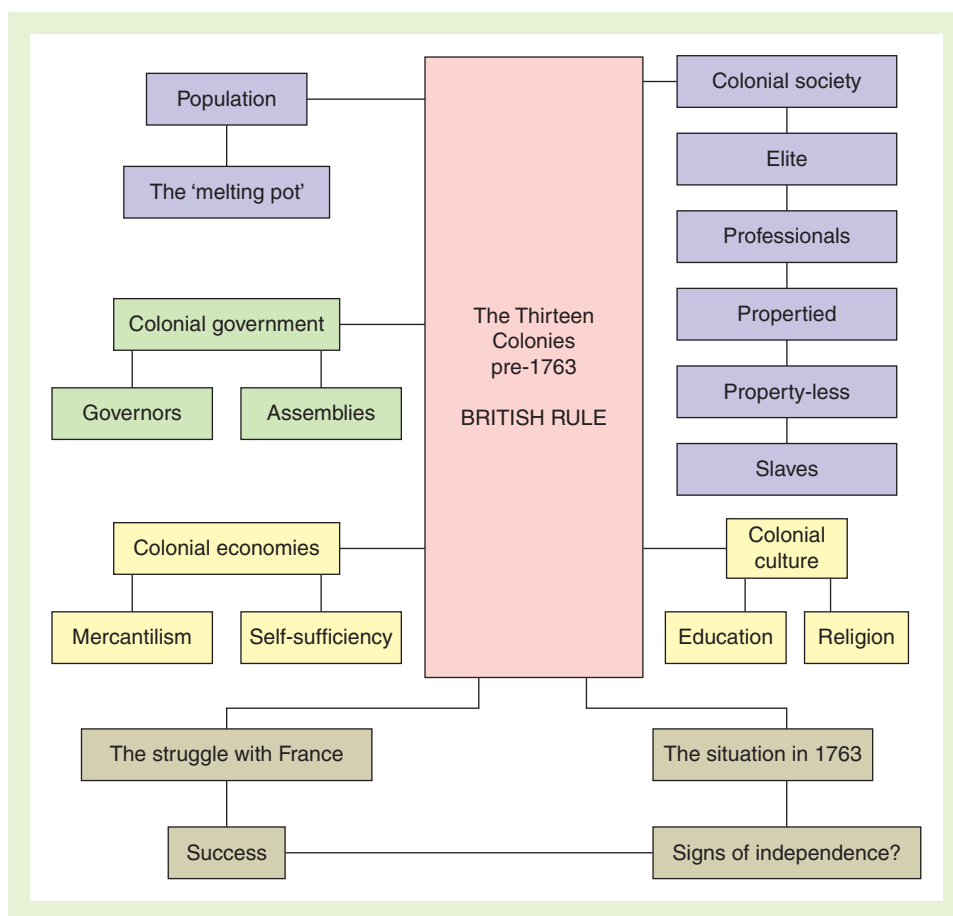 Population
The ‘melting pot’
Colonial government
Governors
Assemblies
Colonial economies
Mercantilism
Self-sufficiency
The Thirteen
Colonies
pre-1763
BRITISH RULE
Colonial society
Elite
Professionals
Propertied
Property-less
Slaves
Colonial
culture
Education
Religion
The struggle with France
Success
The situation in 1763
Signs of independence?